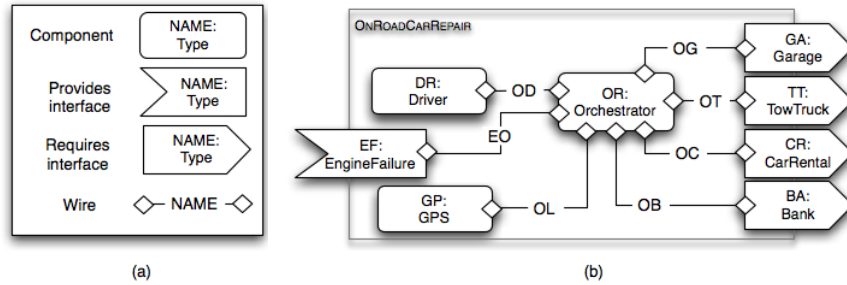 Component
NAME:
Type
Provides
interface
NAME:
Type
Requires
interface
NAME:
Type
Wire
NAME
(a)
ONROADCARREPAIR
DR:
Driver
OD
EF:
EngineFailure
EO
GP:
GPS
OL
OR:
Orchestrator
OG
OT
OC
OB
GA:
Garage
TT:
TowTruck
CR:
CarRental
BA:
Bank
(b)